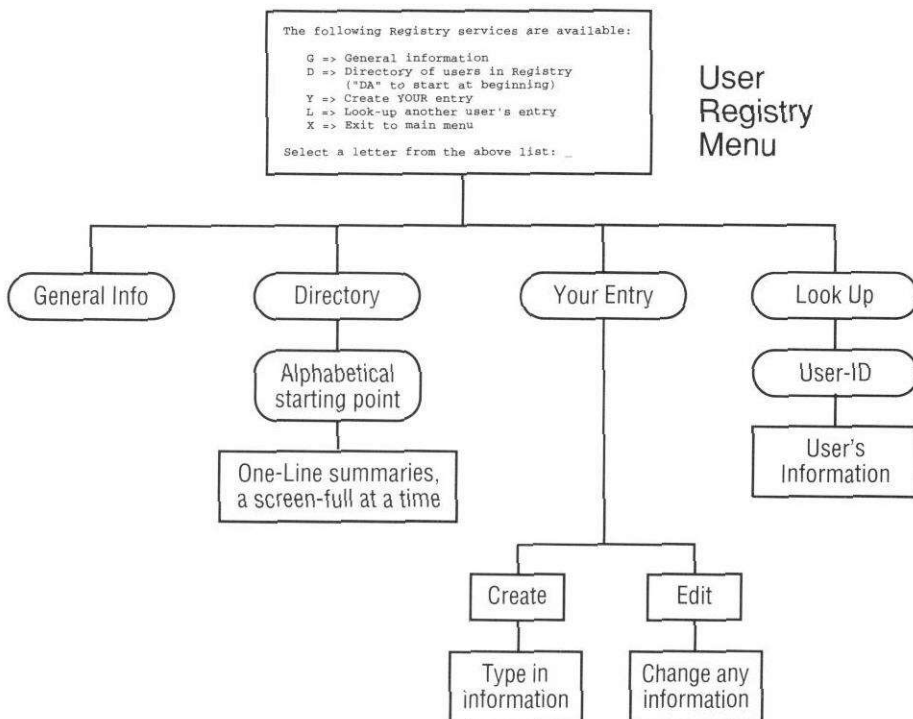 The following Registry services are available:
G => General information
D => Directory of users in Registry
("DA" to start at beginning)
Y => Create YOUR entry
L => Look-up another user's entry
X => Exit to main menu
Select a letter from the above list: _
User
Registry
Menu
General Info
Directory
Your Entry
Look Up
Alphabetical
starting point
User-ID
One-Line summaries,
a screen-full at a time
User's
Information
Create
Edit
Type in
information
Change any
information